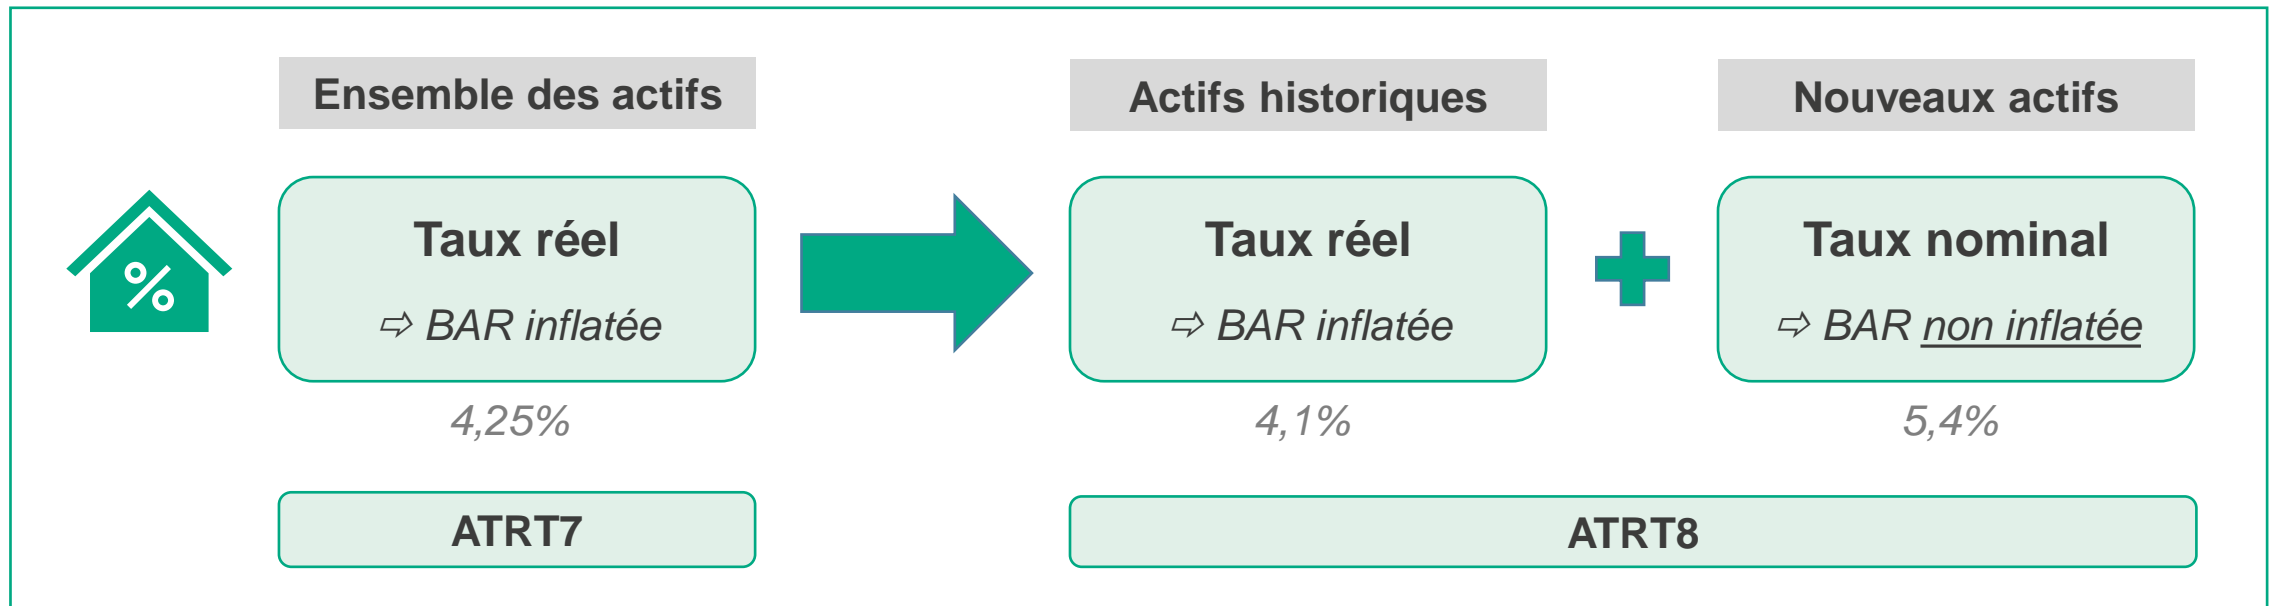 Ensemble des actifs
Actifs historiques
Nouveaux actifs
%
Taux réel
⇨ BAR inflatée
Taux réel
⇨ BAR inflatée
Taux nominal
⇨ BAR non inflatée
4,25%
4,1%
5,4%
ATRT7
ATRT8